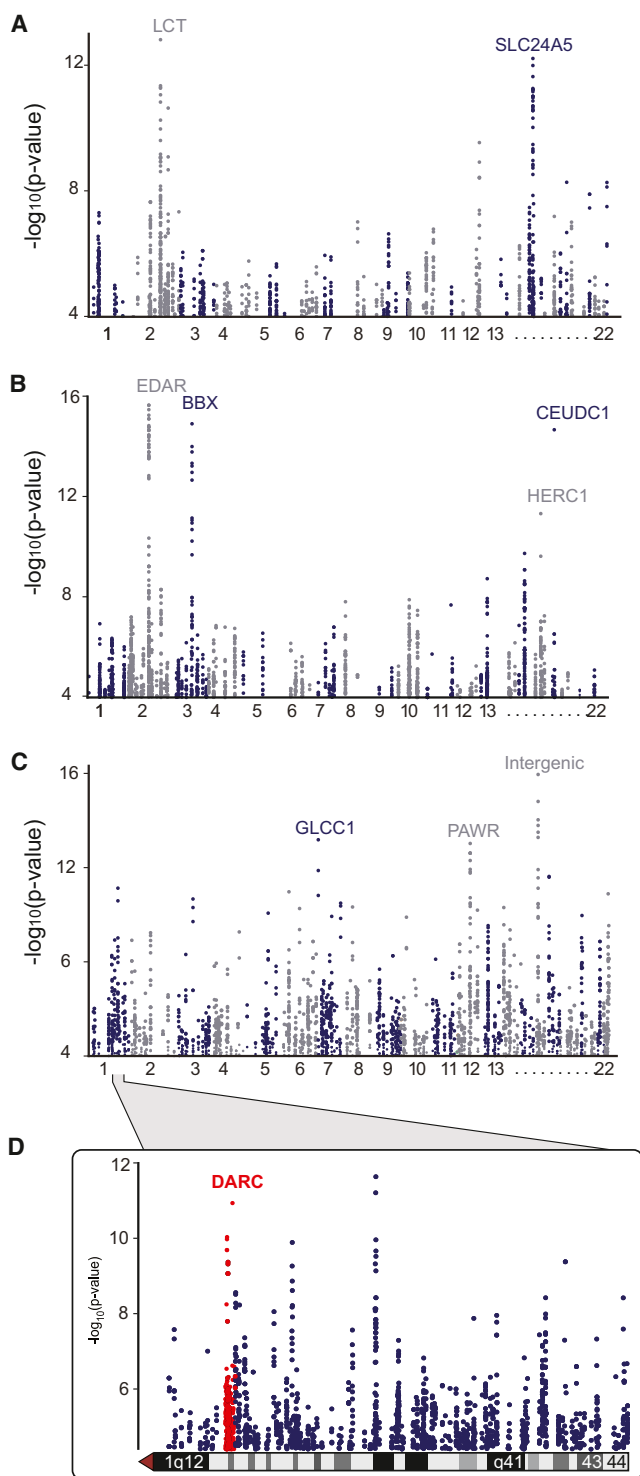 A
LCT
SLC24A5
12
8
4
-log10(p-value)
1 2 3 4 5 6 7 8 9 10 11 12 13 ..........22
B
EDAR
BBX
CEUDC1
HERC1
16
12
8
4
-log10(p-value)
1 2 3 4 5 6 7 8 9 10 11 12 13 ..........22
C
Intergenic
GLCC1
PAWR
16
12
6
4
-log10(p-value)
1 2 3 4 5 6 7 8 9 10 11 12 13 ..........22
D
DARC
12
10
8
6
-log10(p-value)
1q12 q41 43 44